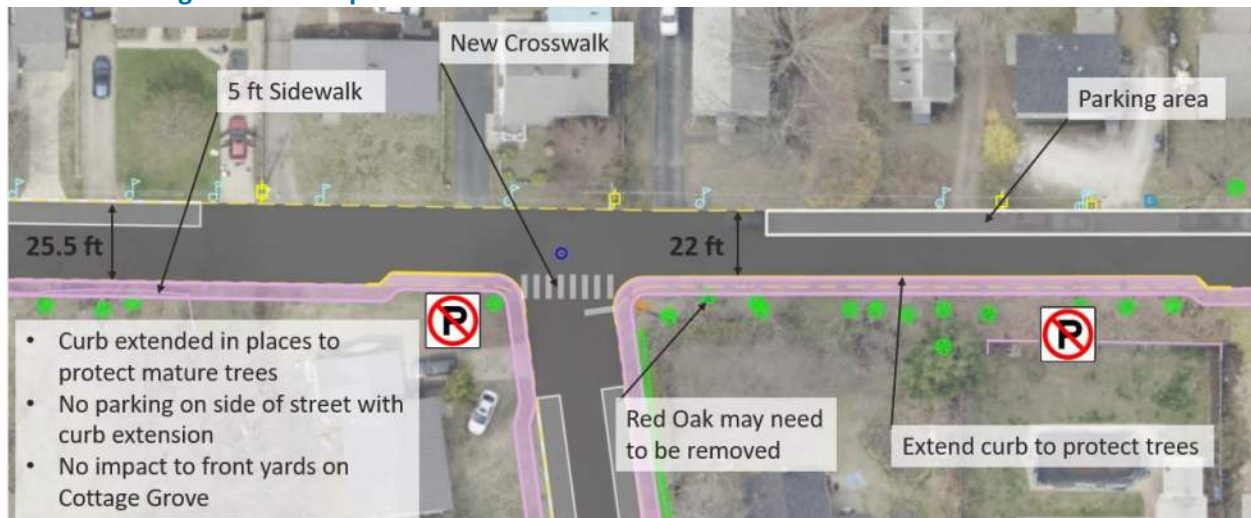 New Crosswalk
5 ft Sidewalk
Parking area
25.5 ft
22 ft
P
P
• Curb extended in places to
protect mature trees
• No parking on side of street with
curb extension
• No impact to front yards on
Cottage Grove
Red Oak may need
to be removed
Extend curb to protect trees